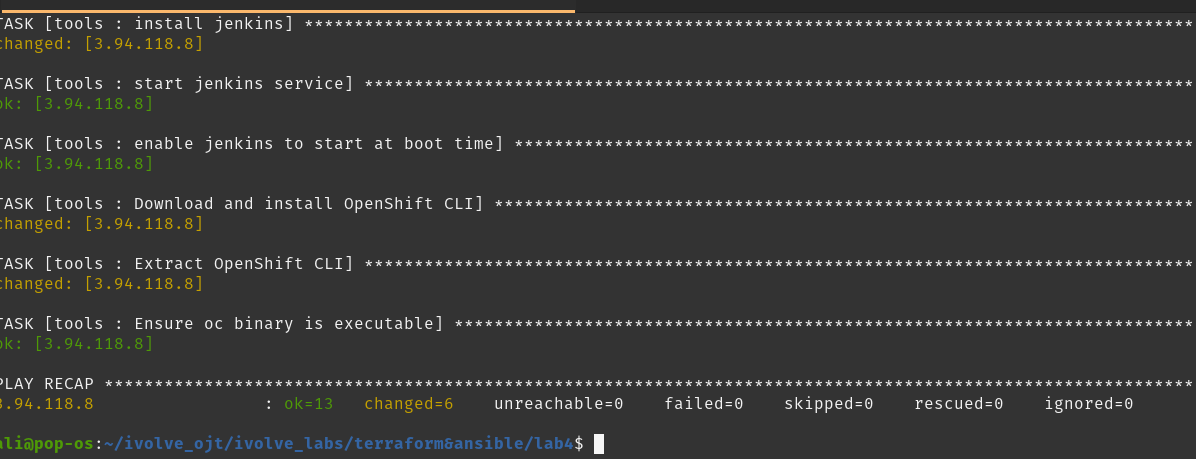 TASK [tools : install jenkins] *****************************************************************************************
changed: [3.94.118.8]
TASK [tools : start jenkins service] ***********************************************************************************
ok: [3.94.118.8]
TASK [tools : enable jenkins to start at boot time] ********************************************************************
ok: [3.94.118.8]
TASK [tools : Download and install OpenShift CLI] **********************************************************************
changed: [3.94.118.8]
TASK [tools : Extract OpenShift CLI] ***********************************************************************************
changed: [3.94.118.8]
TASK [tools : Ensure oc binary is executable] **************************************************************************
ok: [3.94.118.8]
PLAY RECAP *************************************************************************************************************
3.94.118.8                 : ok=13   changed=6    unreachable=0    failed=0    skipped=0    rescued=0    ignored=0
ali@pop-os:~/ivolve_ojt/ivolve_labs/terraform&ansible/lab4$